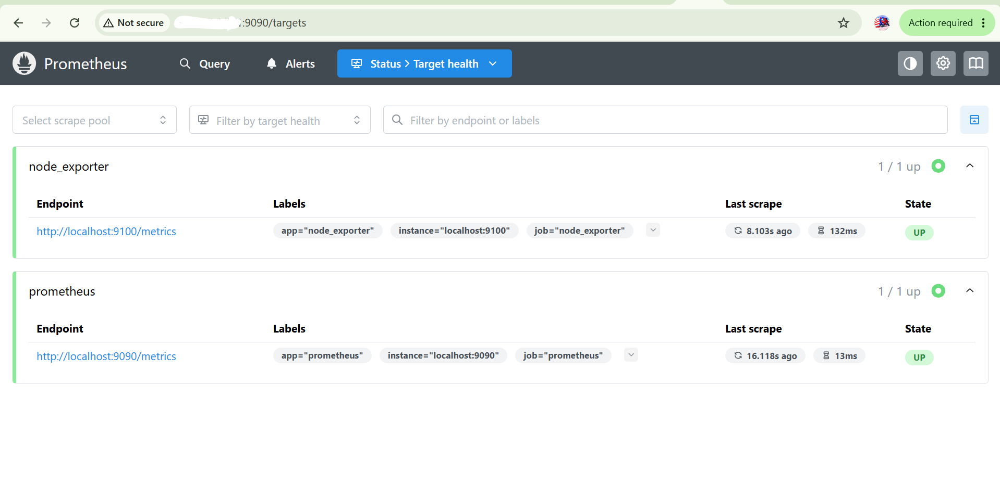 Not secure :9090/targets Action required
Prometheus Query Alerts Status > Target health
Select scrape pool Filter by target health Filter by endpoint or labels
node_exporter 1 / 1 up
Endpoint Labels Last scrape State
http://localhost:9100/metrics app="node_exporter" instance="localhost:9100" job="node_exporter" 8.103s ago 132ms UP
prometheus 1 / 1 up
Endpoint Labels Last scrape State
http://localhost:9090/metrics app="prometheus" instance="localhost:9090" job="prometheus" 16.118s ago 13ms UP